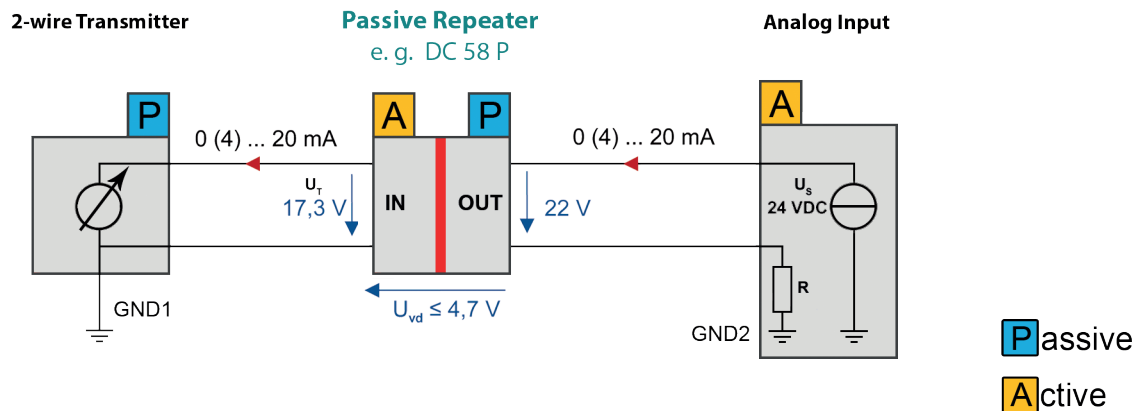 2-wire Transmitter
Passive Repeater
e. g. DC 58 P
Analog Input
P
A
P
A
0 (4) ... 20 mA
0 (4) ... 20 mA
UT
17,3 V
IN
OUT
22 V
US
24 VDC
R
GND1
Uvd ≤ 4,7 V
GND2
Passive
Active